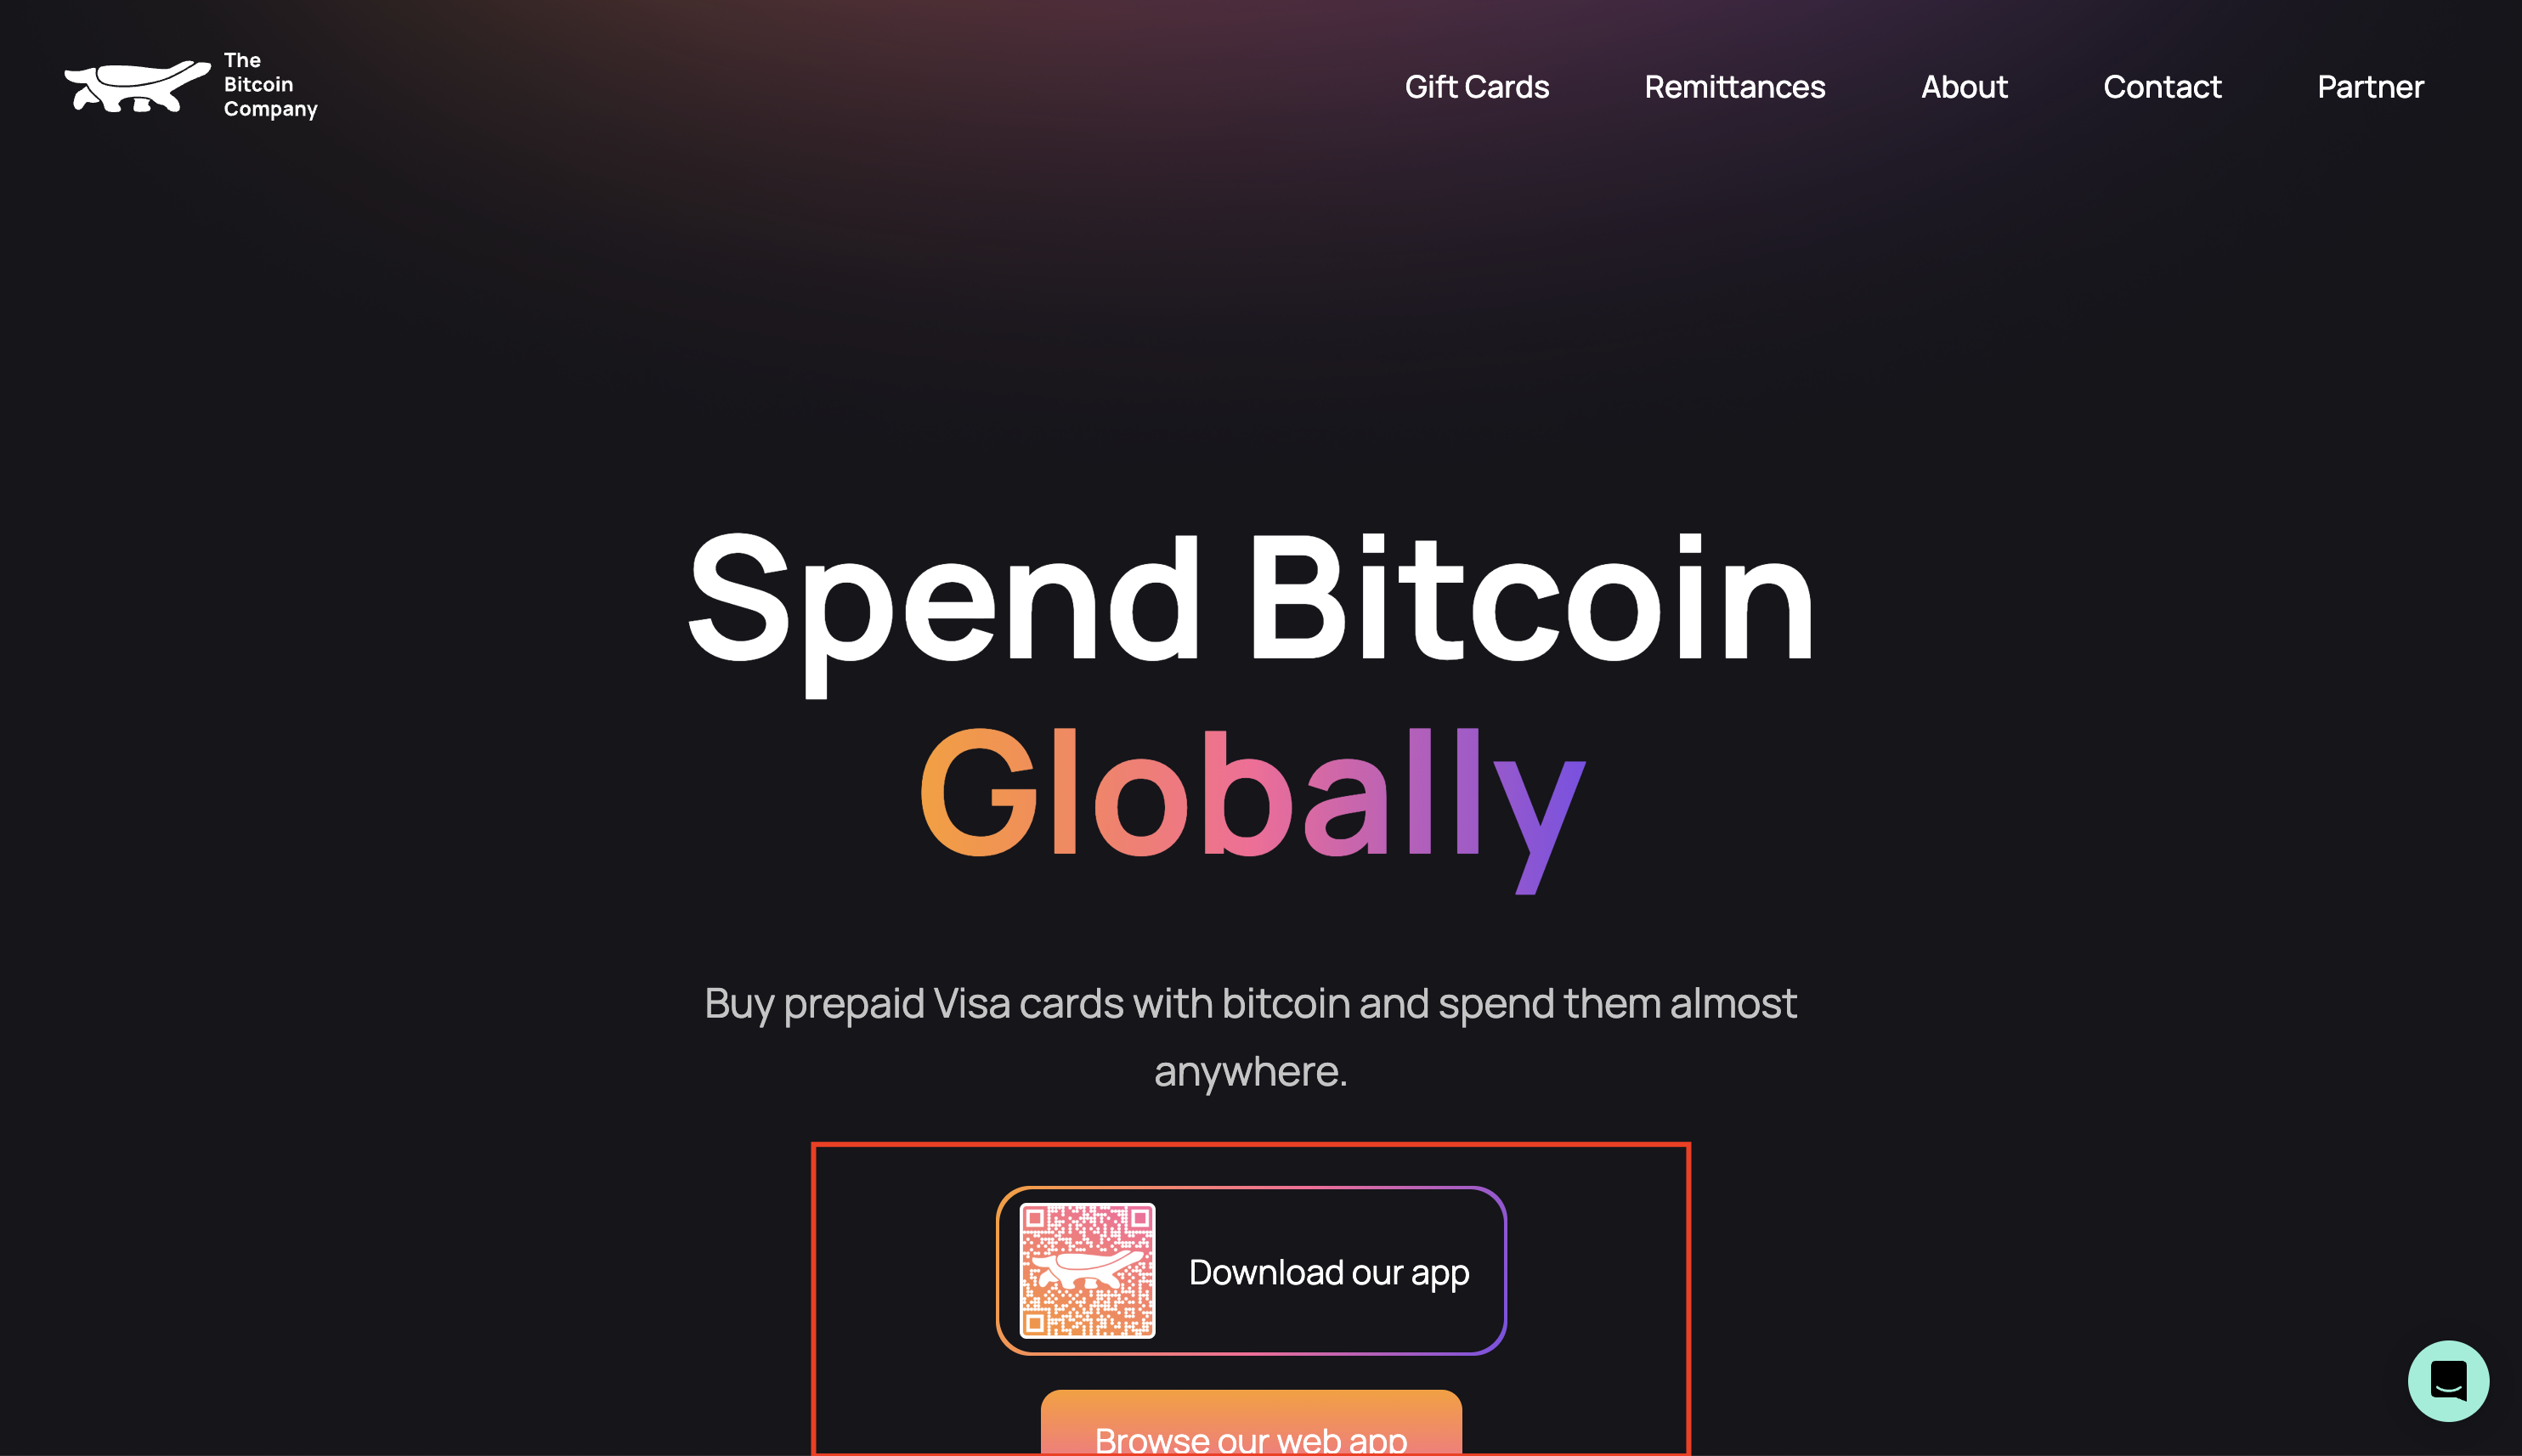 The
Bitcoin
Company
Gift Cards
Remittances
About
Contact
Partner
Spend Bitcoin
Globally
Buy prepaid Visa cards with bitcoin and spend them almost
anywhere.
Download our app
Browse our web app